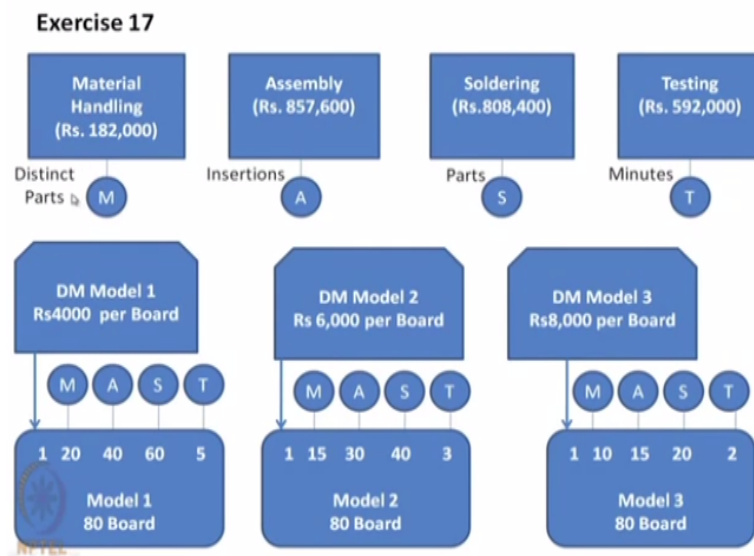 Exercise 17
Material
Handling
(Rs. 182,000)
Assembly
(Rs. 857,600)
Soldering
(Rs.808,400)
Testing
(Rs. 592,000)
Distinct
Parts
M
Insertions
A
Parts
S
Minutes
T
DM Model 1
Rs4000 per Board
DM Model 2
Rs 6,000 per Board
DM Model 3
Rs8,000 per Board
M A S T
M A S T
M A S T
1 20 40 60 5
Model 1
80 Board
1 15 30 40 3
Model 2
80 Board
1 10 15 20 2
Model 3
80 Board
NPTEL